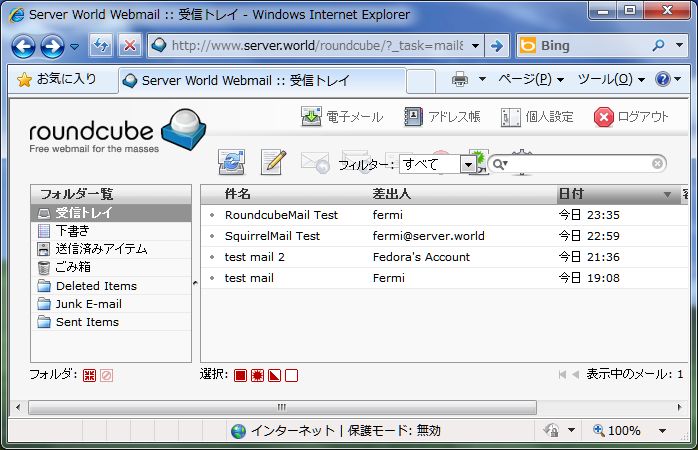 Server World Webmail :: 受信トレイ - Windows Internet Explorer
http://www.server.world/roundcube/?_task=mail&
Bing
お気に入り
Server World Webmail :: 受信トレイ
ページ(P)
ツール(O)
roundcube
Free webmail for the masses
電子メール
アドレス帳
個人設定
ログアウト
フィルター: すべて
フォルダ一覧
受信トレイ
下書き
送信済みアイテム
ごみ箱
Deleted Items
Junk E-mail
Sent Items
件名 差出人 日付
RoundcubeMail Test fermi 今日 23:35
SquirrelMail Test fermi@server.world 今日 22:59
test mail 2 Fedora's Account 今日 21:36
test mail Fermi 今日 19:08
フォルダ:
選択:
表示中のメール: 1
インターネット | 保護モード: 無効
100%